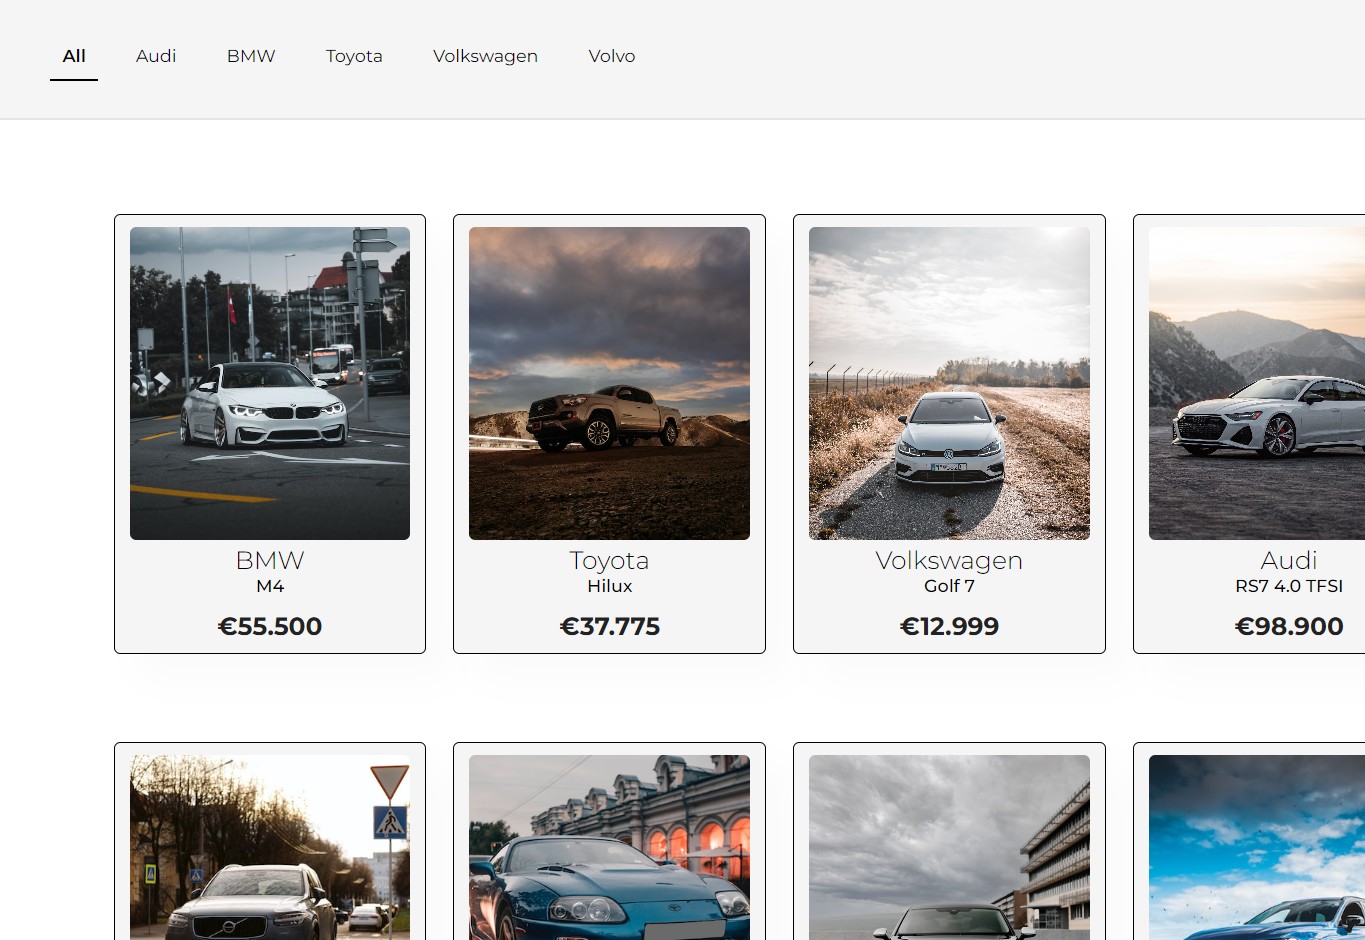 All Audi BMW Toyota Volkswagen Volvo
BMW
M4
€55.500
Toyota
Hilux
€37.775
Volkswagen
Golf 7
€12.999
Audi
RS7 4.0 TFSI
€98.900